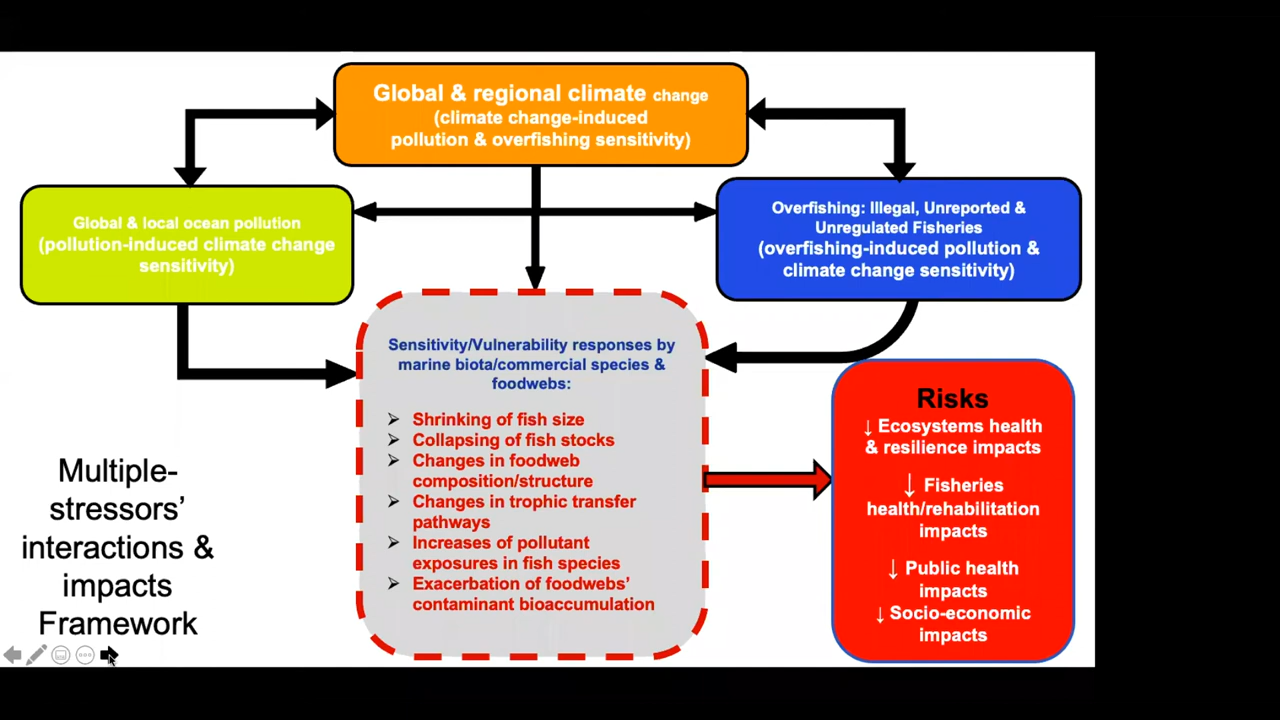 Global & regional climate change
(climate change-induced
pollution & overfishing sensitivity)
Global & local ocean pollution
(pollution-induced climate change
sensitivity)
Overfishing: Illegal, Unreported &
Unregulated Fisheries
(overfishing-induced pollution &
climate change sensitivity)
Sensitivity/Vulnerability responses by
marine biota/commercial species &
foodwebs:
➢ Shrinking of fish size
➢ Collapsing of fish stocks
➢ Changes in foodweb
composition/structure
➢ Changes in trophic transfer
pathways
➢ Increases of pollutant
exposures in fish species
➢ Exacerbation of foodwebs’
contaminant bioaccumulation
Risks
↓ Ecosystems health
& resilience impacts
↓ Fisheries
health/rehabilitation
impacts
↓ Public health
impacts
↓ Socio-economic
impacts
Multiple-
stressors’
interactions &
impacts
Framework